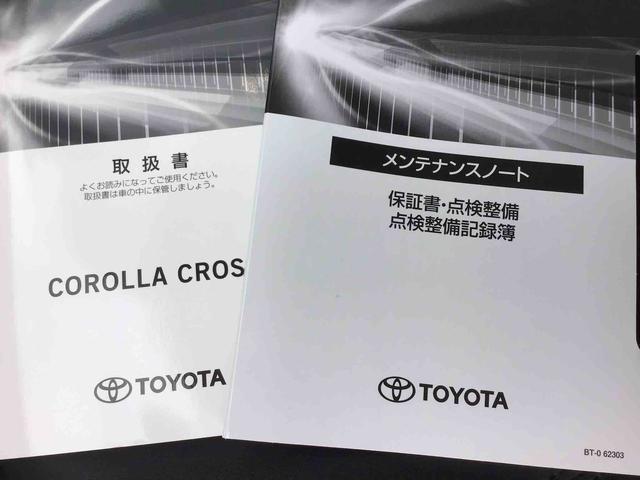 取扱書
よくお読みになってご使用ください。
取扱書は車の中に保管しましょう。
COROLLA CROS
TOYOTA
メンテナンスノート
保証書・点検整備
点検整備記録簿
TOYOTA
BT-0 62303